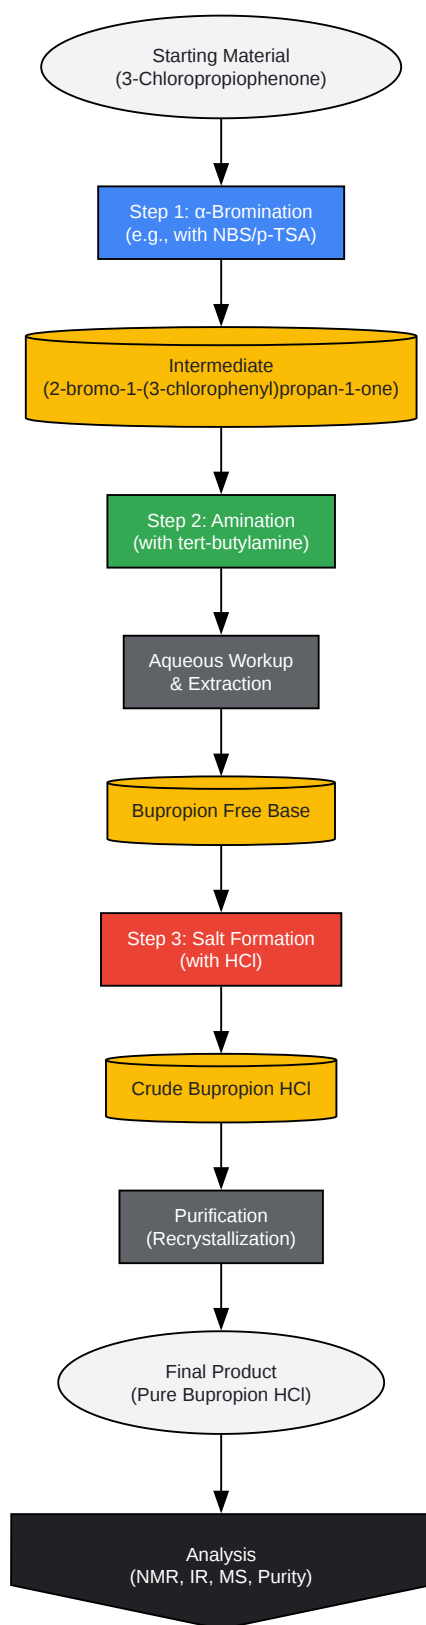 Starting Material
(3-Chloropropiophenone)
Step 1: α-Bromination
(e.g., with NBS/p-TSA)
Intermediate
(2-bromo-1-(3-chlorophenyl)propan-1-one)
Step 2: Amination
(with tert-butylamine)
Aqueous Workup
& Extraction
Bupropion Free Base
Step 3: Salt Formation
(with HCl)
Crude Bupropion HCl
Purification
(Recrystallization)
Final Product
(Pure Bupropion HCl)
Analysis
(NMR, IR, MS, Purity)